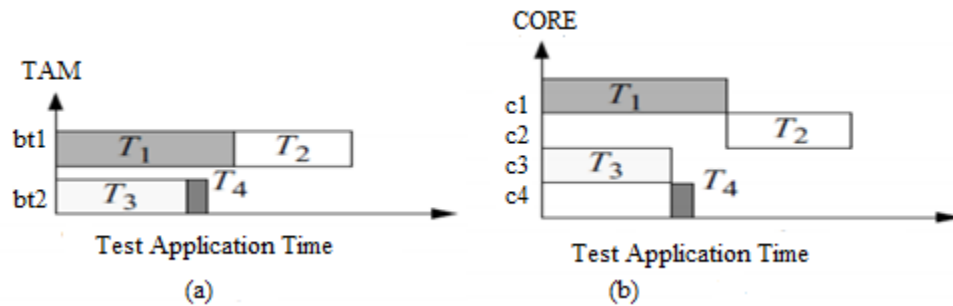 TAM
bt1
T1
T2
bt2
T3
T4
Test Application Time
(a)
CORE
c1
T1
c2
T2
c3
T3
T4
c4
Test Application Time
(b)